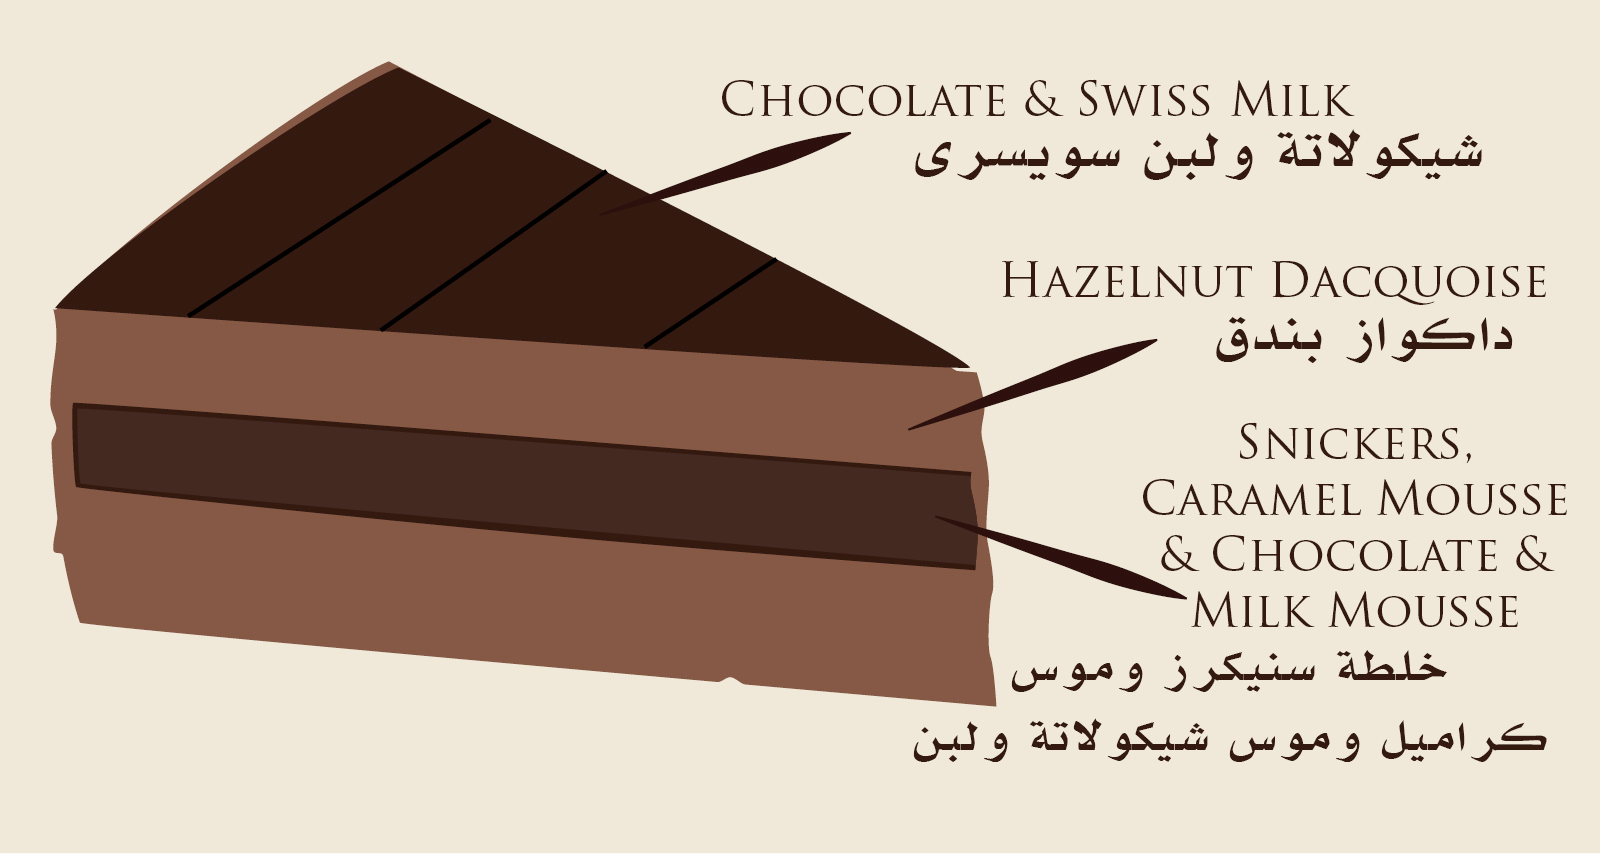 Chocolate & Swiss Milk
شيكولاتة ولبن سويسرى
Hazelnut Dacquoise
داكواز بندق
Snickers,
Caramel Mousse
& Chocolate &
Milk Mousse
خلطة سنيكرز وموس
كراميل وموس شيكولاتة ولبن